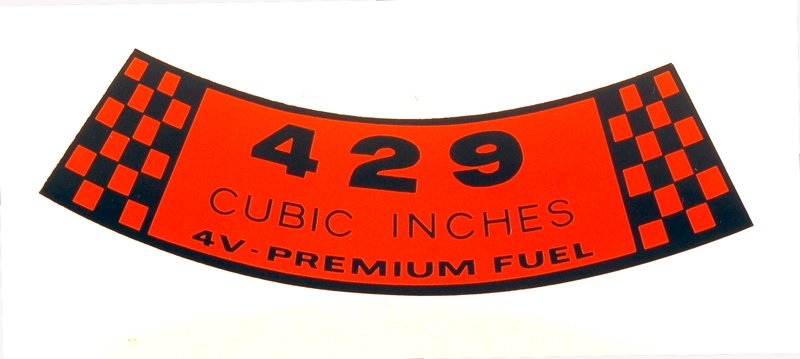 429
CUBIC INCHES
4V-PREMIUM FUEL